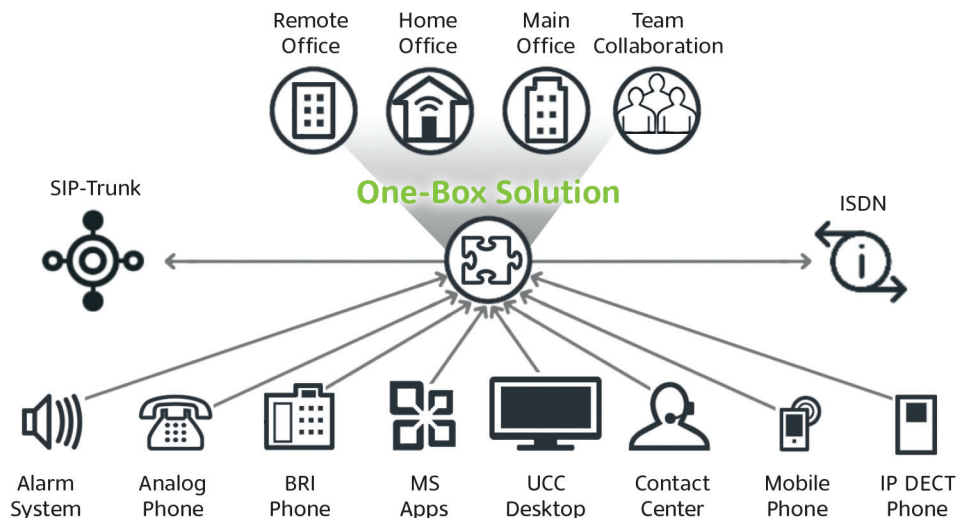 Remote
Office
Home
Office
Main
Office
Team
Collaboration
One-Box Solution
SIP-Trunk
ISDN
i
Alarm
System
Analog
Phone
BRI
Phone
MS
Apps
UCC
Desktop
Contact
Center
Mobile
Phone
IP DECT
Phone